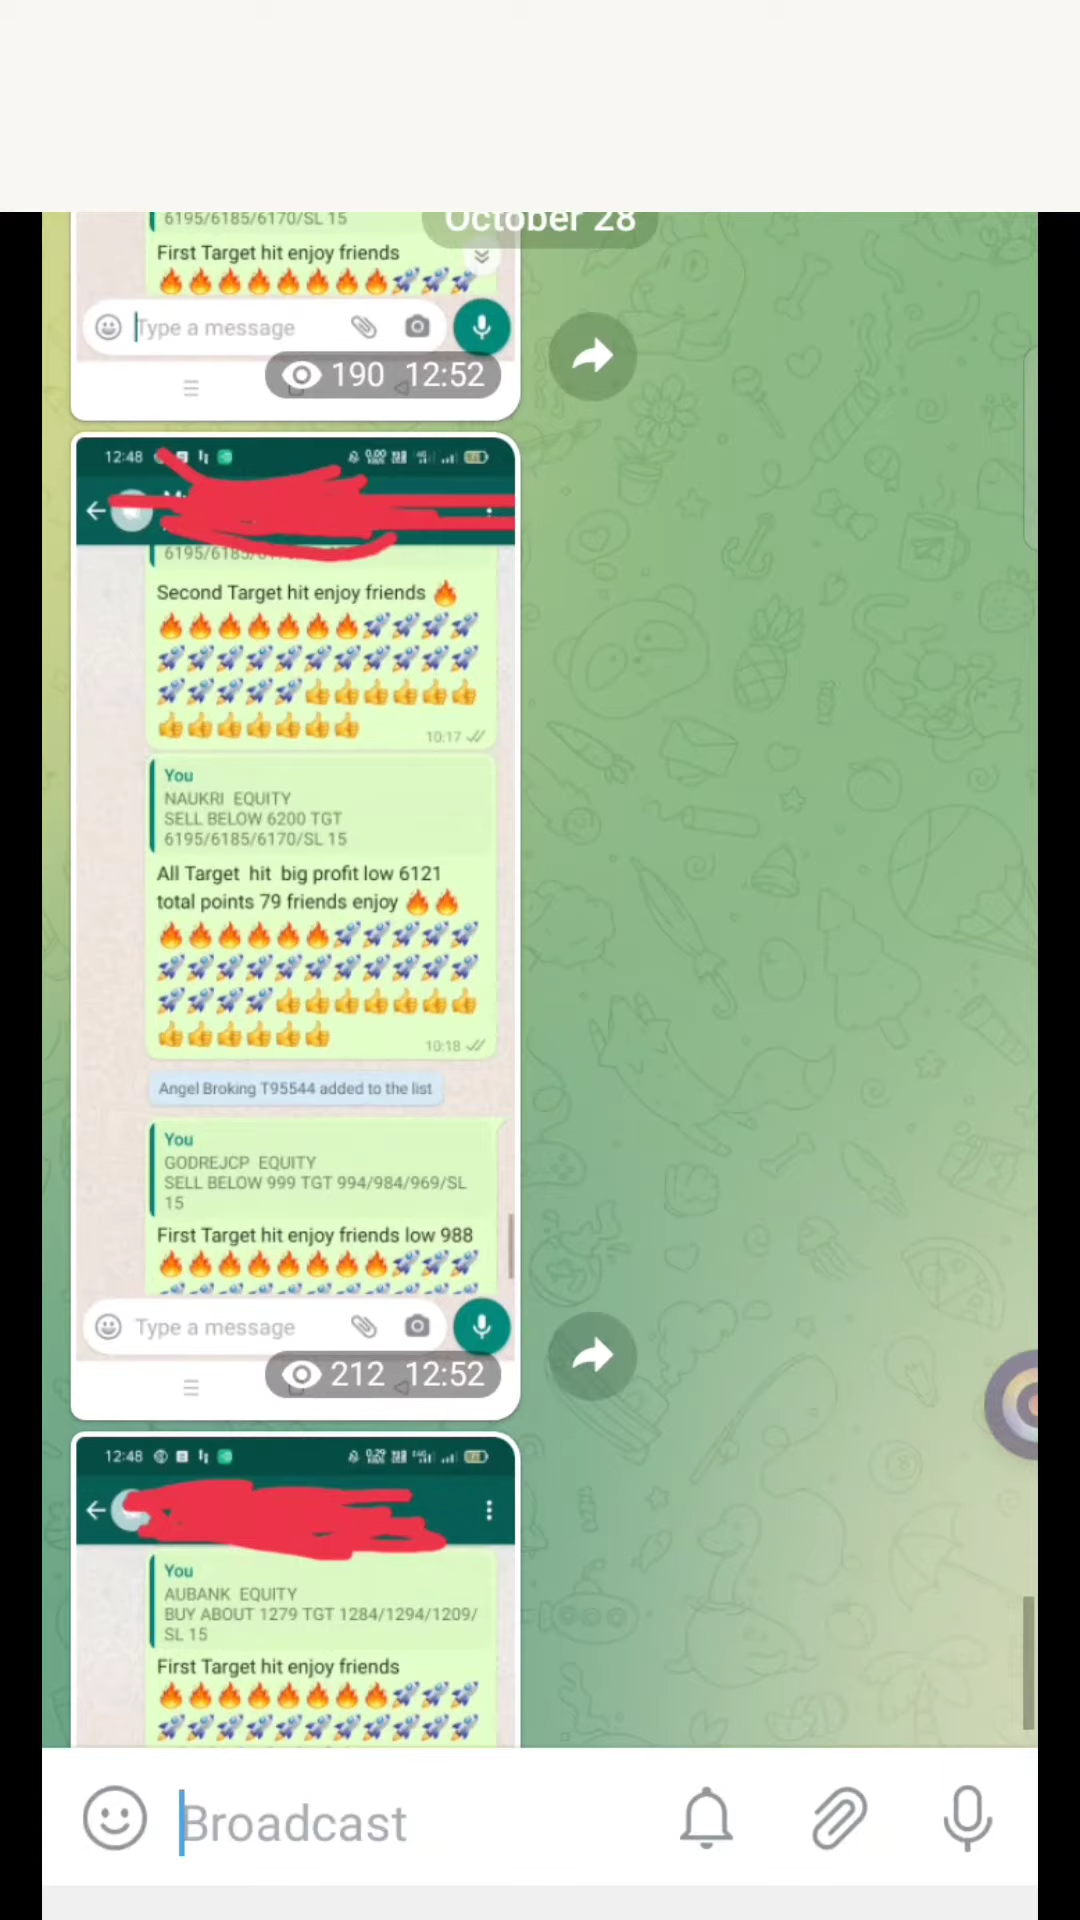 6195/6185/6170/SL 15
October 28
First Target hit enjoy friends
Type a message
190 12:52
12:48
Second Target hit enjoy friends
10:17
You
NAUKRI EQUITY
SELL BELOW 6200 TGT
6195/6185/6170/SL 15
All Target hit big profit low 6121
total points 79 friends enjoy
10:18
Angel Broking T95544 added to the list
You
GODREJCP EQUITY
SELL BELOW 999 TGT 994/984/969/SL
15
First Target hit enjoy friends low 988
Type a message
212 12:52
12:48
You
AUBANK EQUITY
BUY ABOUT 1279 TGT 1284/1294/1209/
SL 15
First Target hit enjoy friends
Broadcast